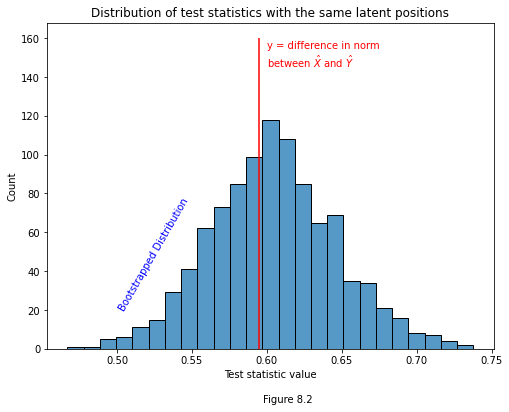 Distribution of test statistics with the same latent positions
160
140
120
100
80
60
40
20
0
Count
y = difference in norm
between X̂ and Ŷ
Bootstrapped Distribution
0.50 0.55 0.60 0.65 0.70 0.75
Test statistic value
Figure 8.2